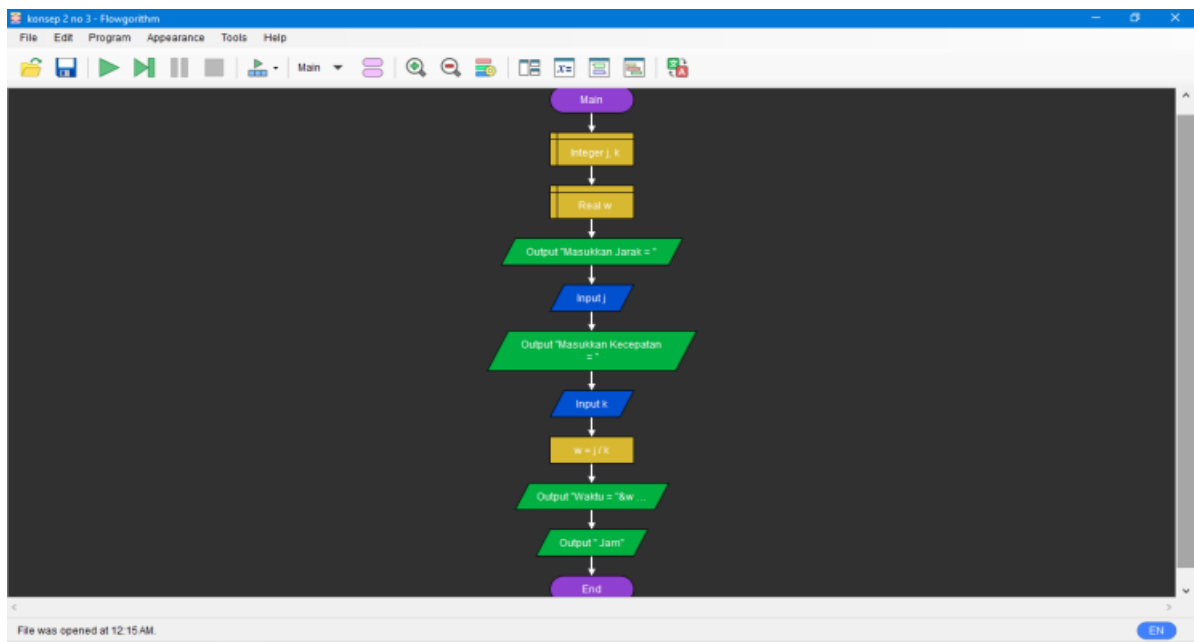 konsep 2 no 3 - Flowgorithm
File Edit Program Appearance Tools Help
Main
x=
Main
Integer j, k
Real w
Output "Masukkan Jarak = "
Input j
Output "Masukkan Kecepatan
= "
Input k
w = j / k
Output "Waktu = "&w ...
Output " Jam"
End
File was opened at 12:15 AM.
EN